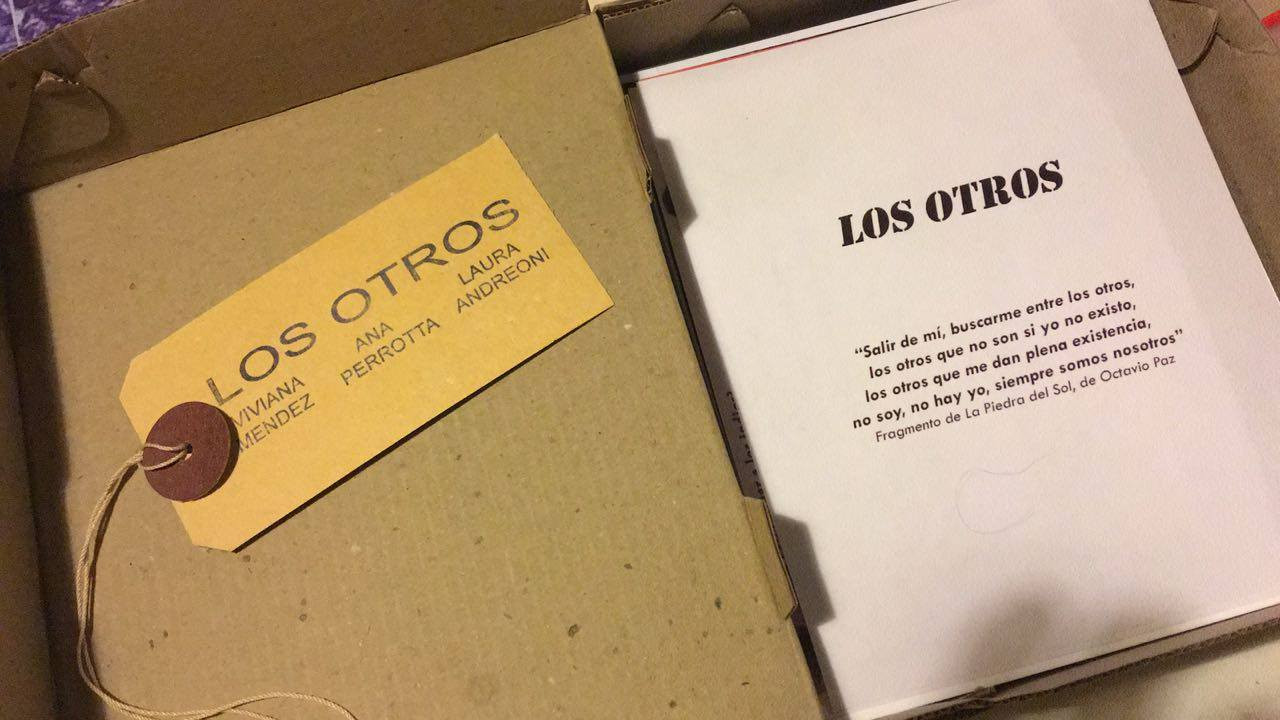 LOS OTROS
VIVIANA
MENDEZ
ANA
PERROTTA
LAURA
ANDREONI
LOS OTROS
“Salir de mí, buscarme entre los otros,
los otros que no son si yo no existo,
los otros que me dan plena existencia,
no soy, no hay yo, siempre somos nosotros”
Fragmento de La Piedra del Sol, de Octavio Paz